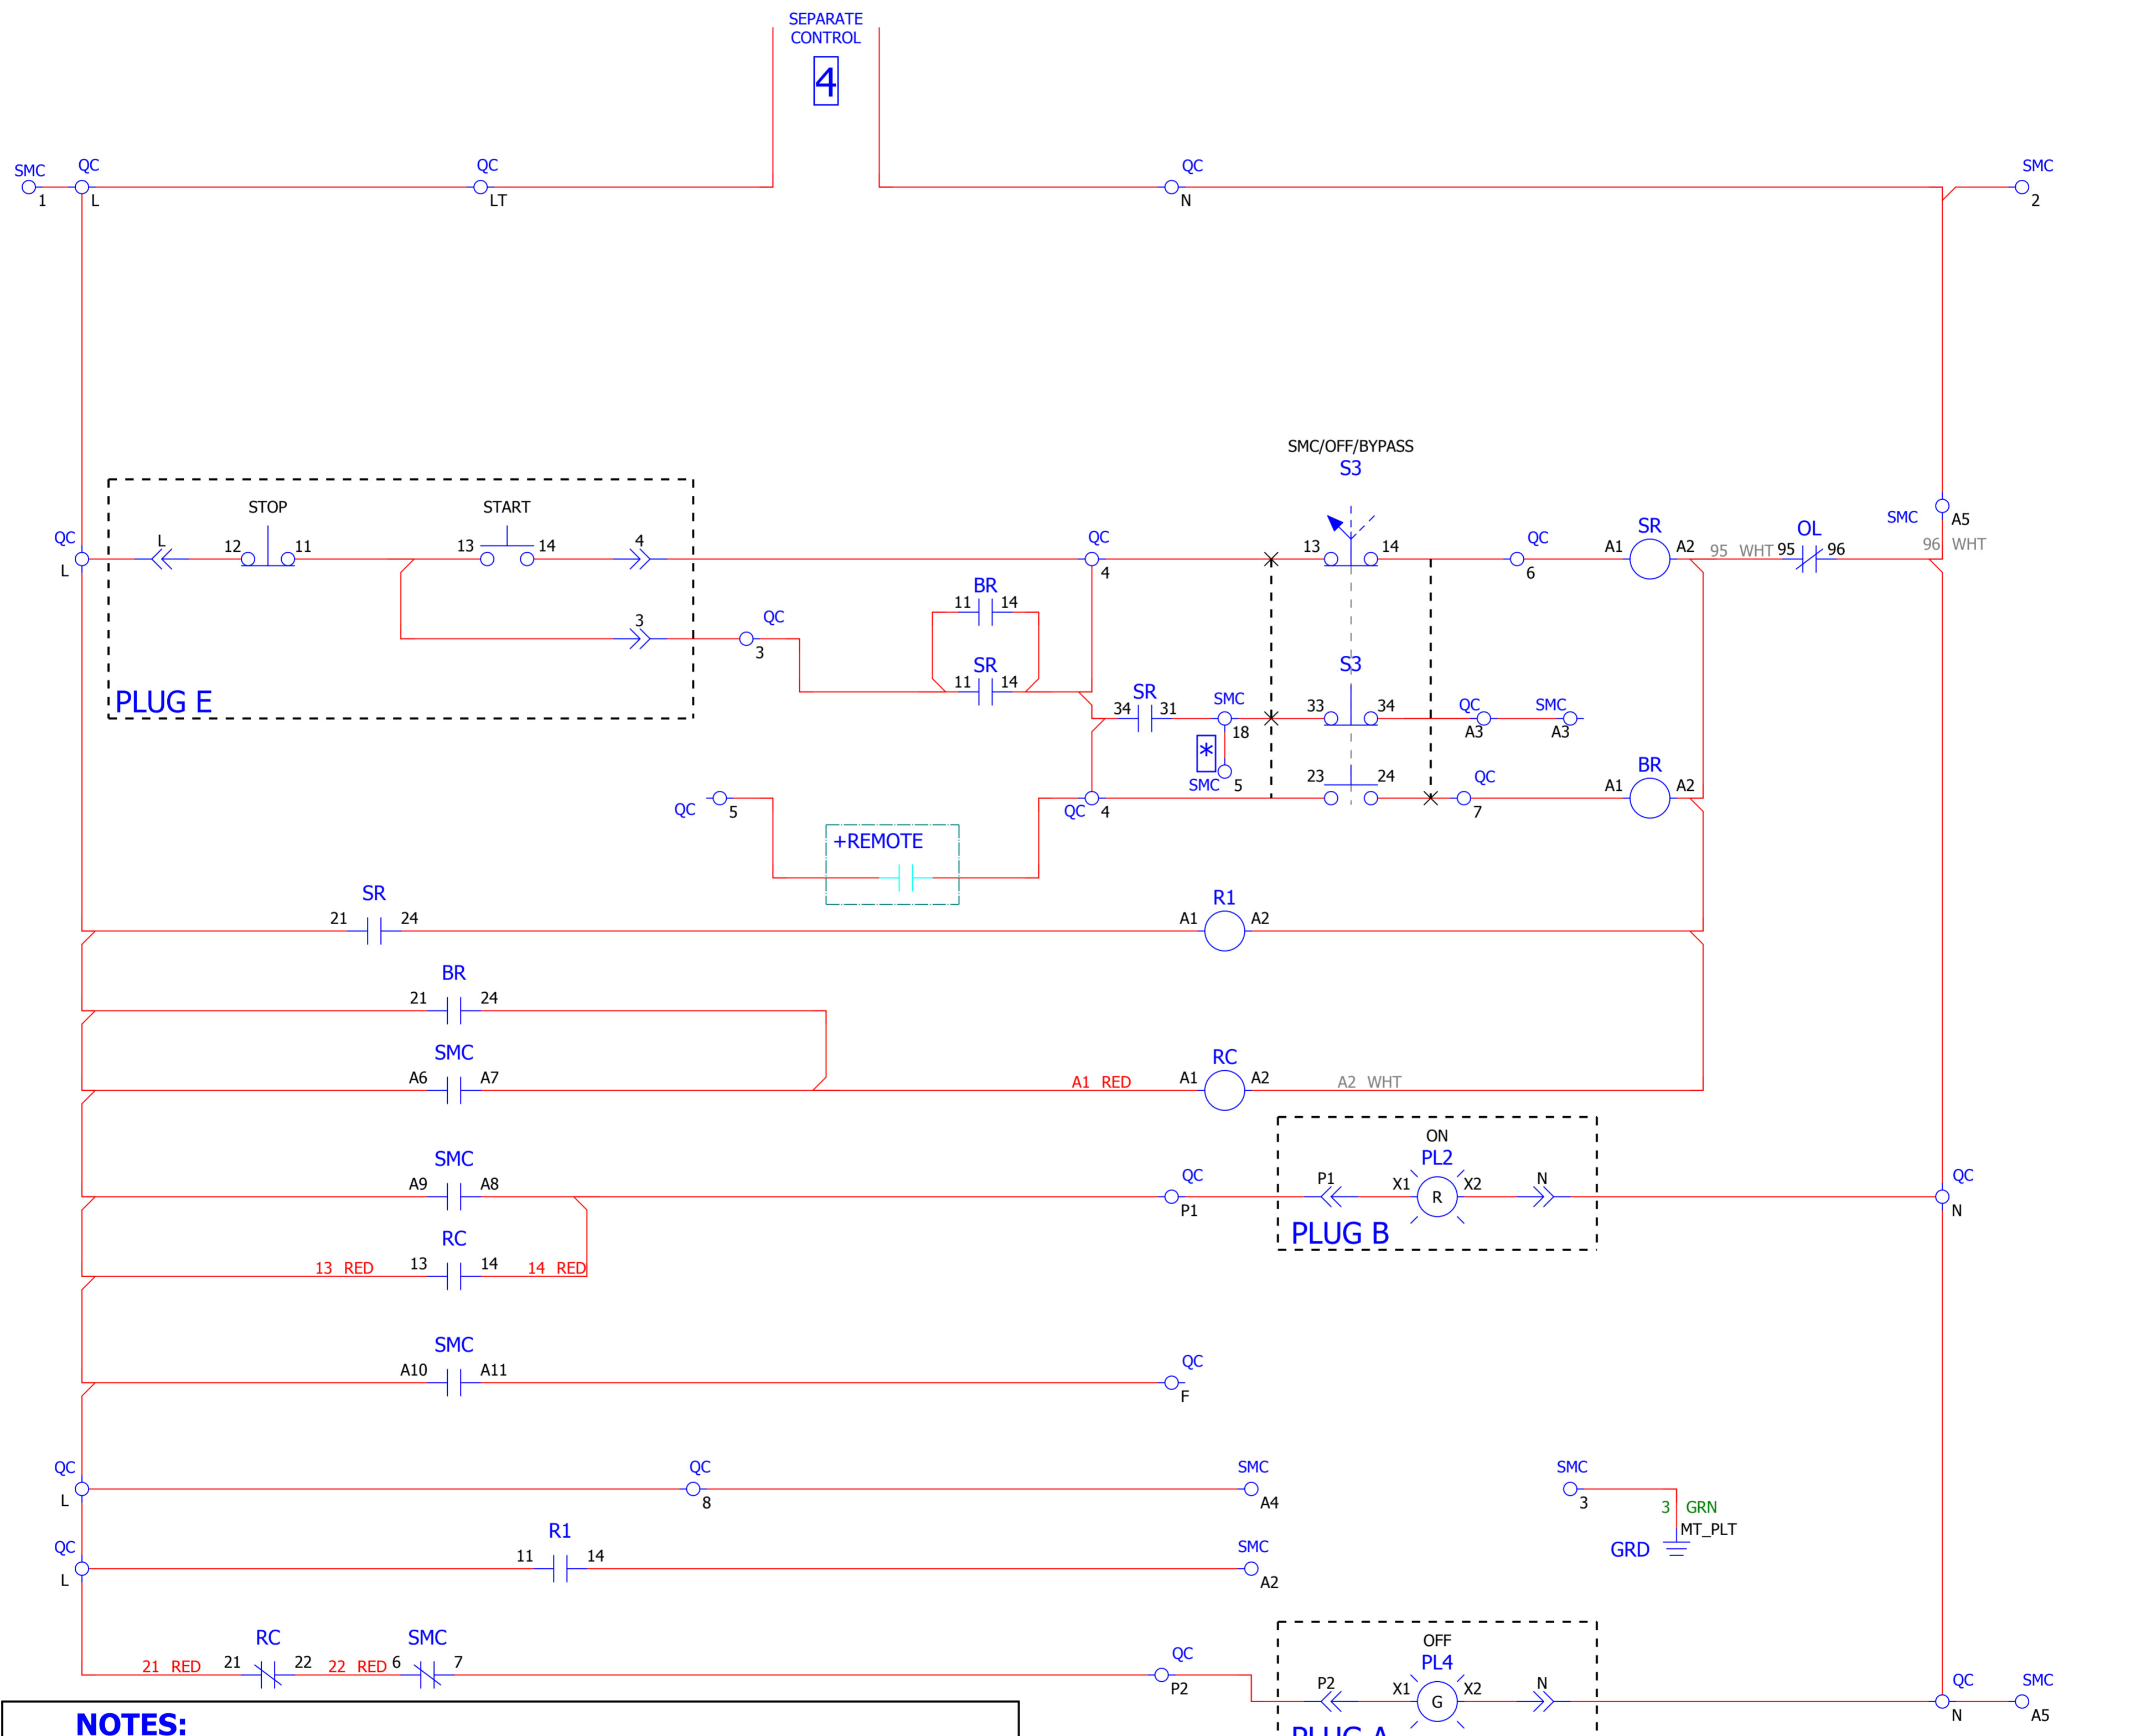 SEPARATE
CONTROL
4
SMC
QC
QC
QC
SMC
1
L
LT
N
2
SMC/OFF/BYPASS
S3
STOP
START
QC
L
L
12
11
13
14
4
QC
4
13
14
QC
6
A1
SR
A2
95 WHT
95
OL
96
SMC
A5
96 WHT
3
QC
3
BR
11
14
SR
11
14
PLUG E
SR
34
31
SMC
18
S3
33
34
QC
A3
SMC
A3
*
SMC
5
QC
5
QC
4
23
24
QC
7
A1
BR
A2
+REMOTE
SR
21
24
R1
A1
A2
BR
21
24
SMC
A6
A7
A1 RED
RC
A1
A2
A2 WHT
SMC
A9
A8
QC
P1
ON
PL2
P1
X1
R
X2
N
PLUG B
QC
N
RC
13 RED
13
14
14 RED
SMC
A10
A11
QC
F
QC
L
QC
8
SMC
A4
SMC
3
3 GRN
MT_PLT
GRD
QC
L
R1
11
14
SMC
A2
RC
21 RED
21
22
22 RED
SMC
6
7
QC
P2
OFF
PL4
P2
X1
G
X2
N
PLUG A
QC
N
SMC
A5
NOTES: